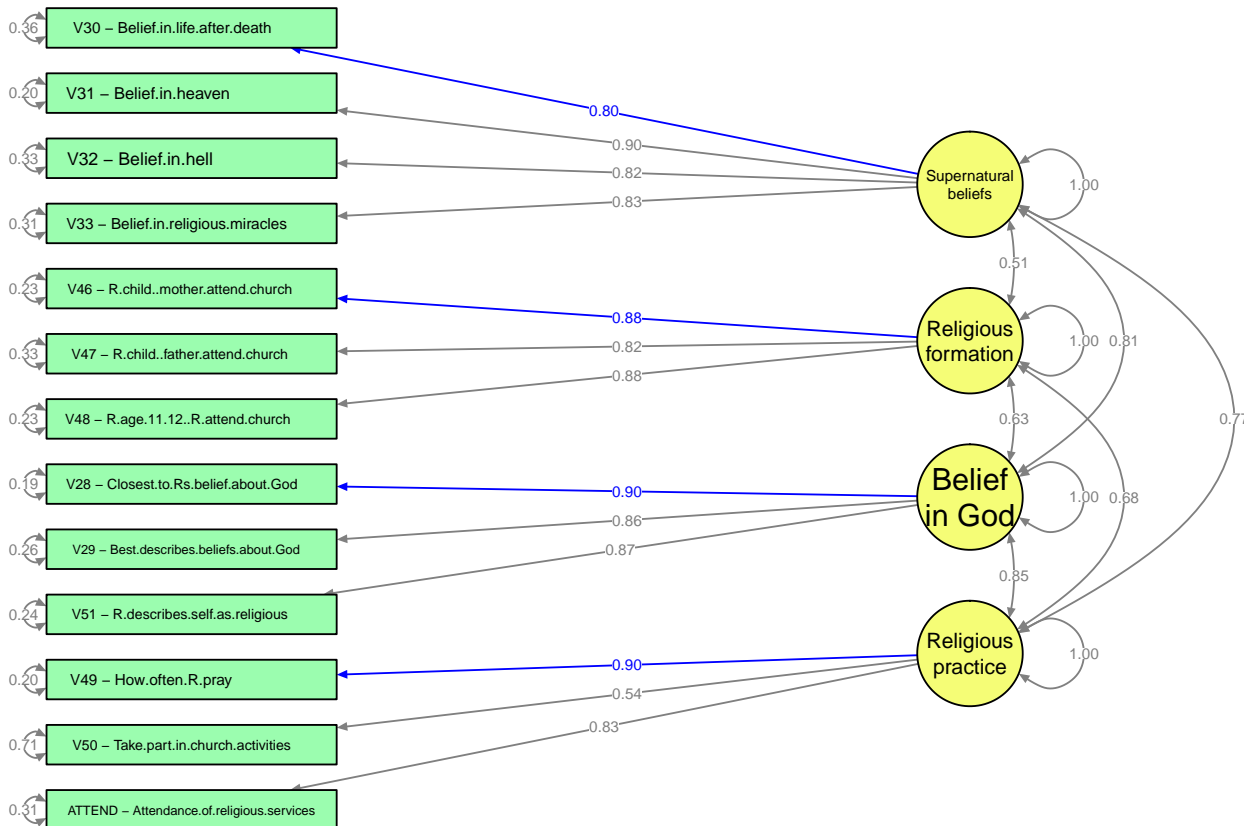 0.36
V30 – Belief.in.life.after.death
0.20
V31 – Belief.in.heaven
0.33
V32 – Belief.in.hell
0.31
V33 – Belief.in.religious.miracles
0.23
V46 – R.child..mother.attend.church
0.33
V47 – R.child..father.attend.church
0.23
V48 – R.age.11.12..R.attend.church
0.19
V28 – Closest.to.Rs.belief.about.God
0.26
V29 – Best.describes.beliefs.about.God
0.24
V51 – R.describes.self.as.religious
0.20
V49 – How.often.R.pray
0.71
V50 – Take.part.in.church.activities
0.31
ATTEND – Attendance.of.religious.services
0.80
0.90
0.82
0.83
0.88
0.82
0.88
0.90
0.86
0.87
0.90
0.54
0.83
Supernatural
beliefs
1.00
0.51
Religious
formation
1.00
0.81
0.63
0.77
Belief
in God
1.00
0.68
0.85
Religious
practice
1.00